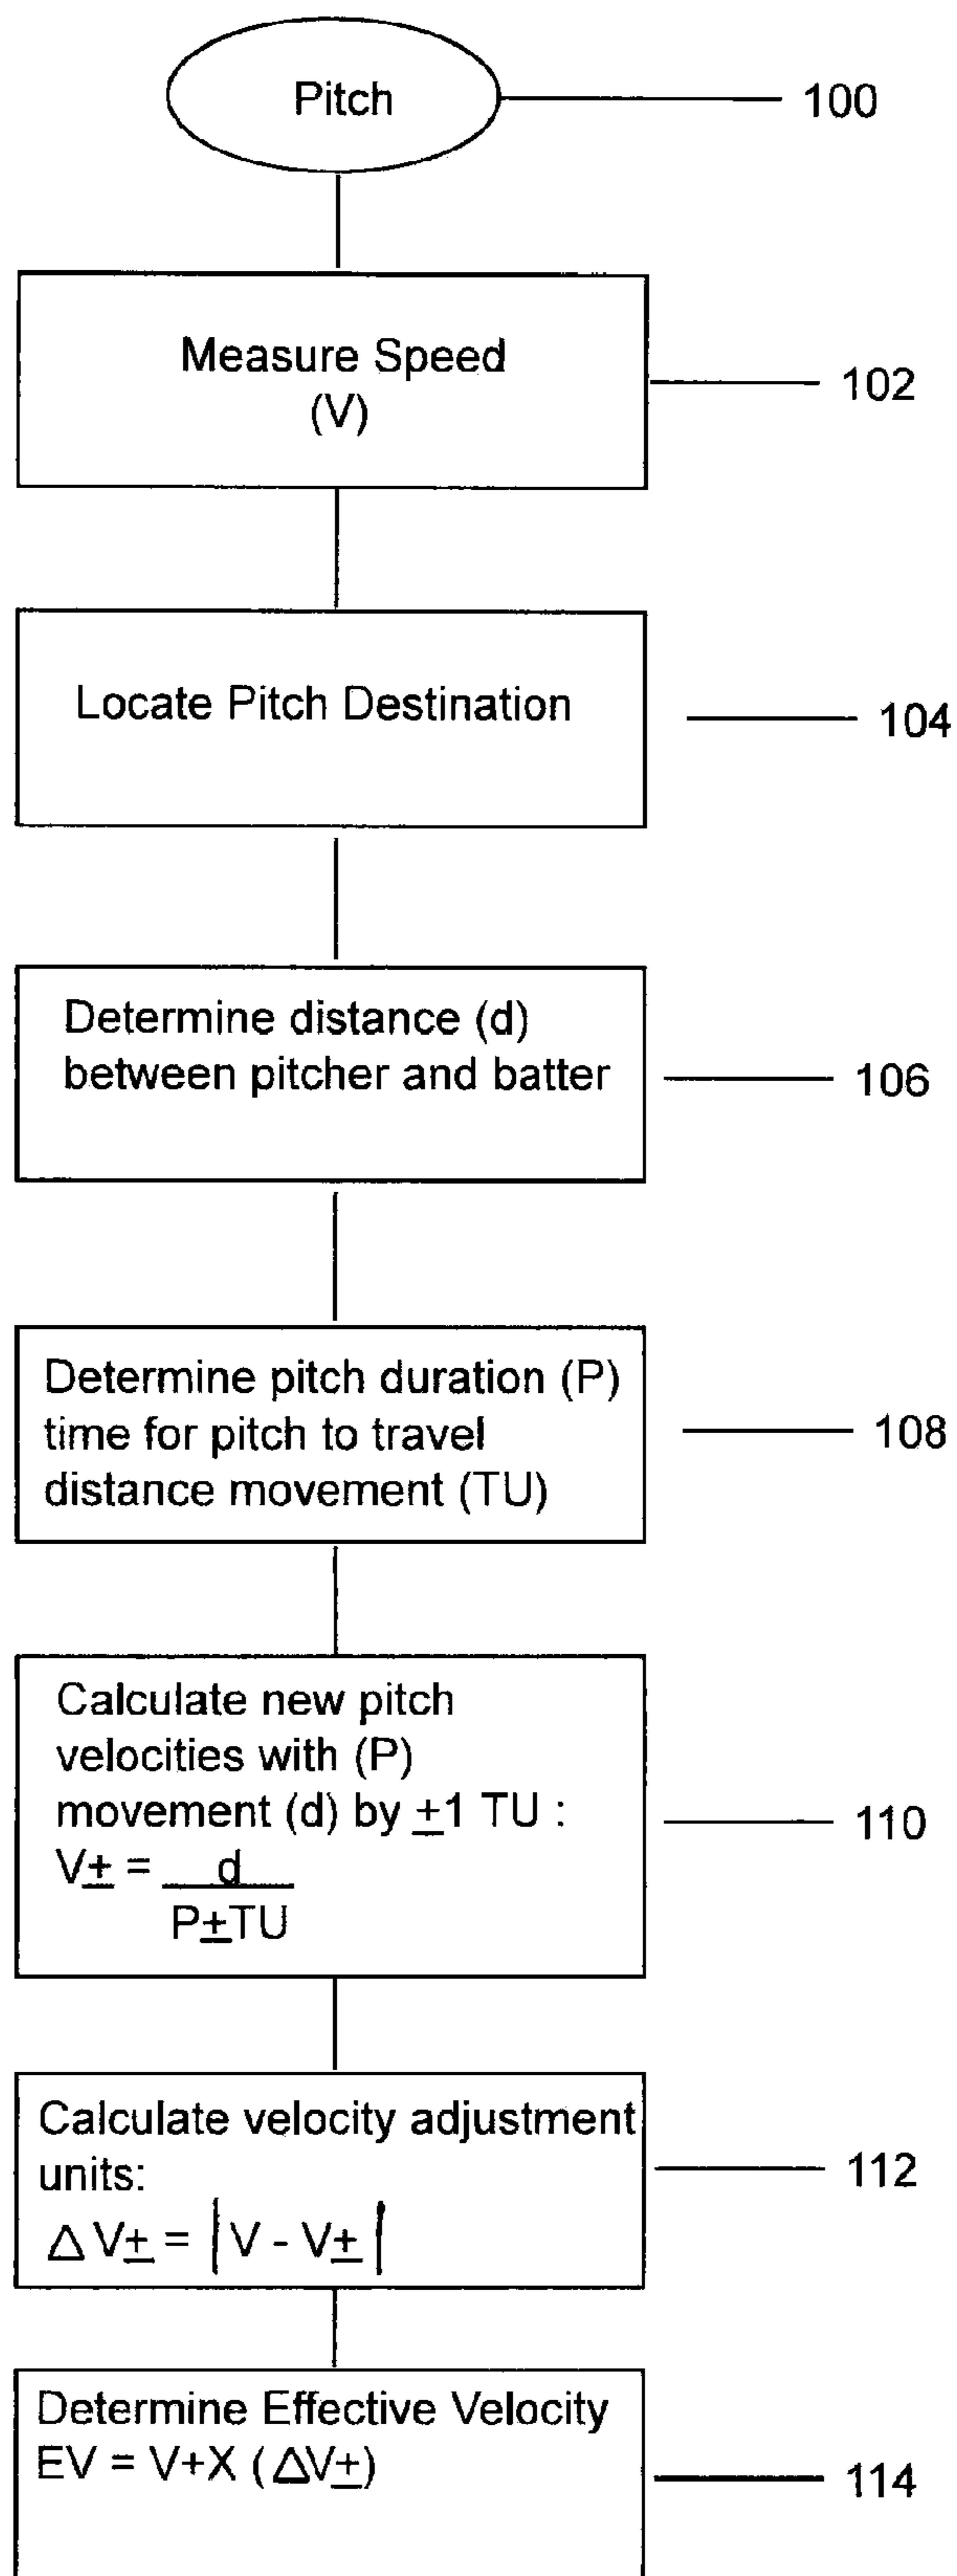 Pitch
100
Measure Speed
(V)
102
Locate Pitch Destination
104
Determine distance (d)
between pitcher and batter
106
Determine pitch duration (P)
time for pitch to travel
distance movement (TU)
108
Calculate new pitch
velocities with (P)
movement (d) by ±1 TU :
V± = d
P±TU
110
Calculate velocity adjustment
units:
△ V± = |V - V±|
112
Determine Effective Velocity
EV = V+X (△V±)
114